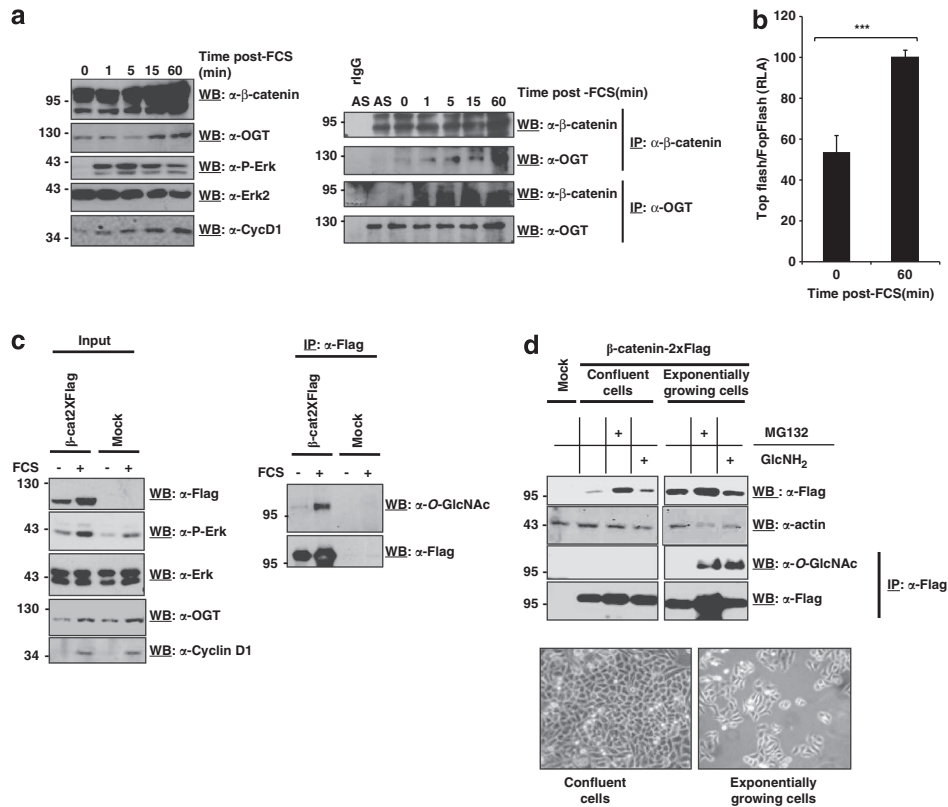 a
Time post-FCS
(min)
0 1 5 15 60
95 -
WB: α-β-catenin
130 -
WB: α-OGT
43 -
WB: α-P-Erk
43 -
WB: α-Erk2
34 -
WB: α-CycD1
rIgG
AS AS 0 1 5 15 60 Time post -FCS(min)
95 -
WB: α-β-catenin
130 -
WB: α-OGT
IP: α-β-catenin
95 -
WB: α-β-catenin
130 -
WB: α-OGT
IP: α-OGT
b
***
Top flash/FopFlash (RLA)
120
100
80
60
40
20
0
0 60
Time post-FCS(min)
c
Input
β-cat2XFlag
Mock
FCS - + - +
130 -
WB: α-Flag
43 -
WB: α-P-Erk
43 -
WB: α-Erk
130 -
WB: α-OGT
34 -
WB: α-Cyclin D1
IP: α-Flag
β-cat2XFlag
Mock
FCS - + - +
95 -
WB: α-O-GlcNAc
95 -
WB: α-Flag
d
Mock
β-catenin-2xFlag
Confluent
cells
Exponentially
growing cells
+ + MG132
+ + GlcNH2
95 -
WB : α-Flag
43 -
WB: α-actin
95 -
WB: α-O-GlcNAc
95 -
WB: α-Flag
IP: α-Flag
Confluent
cells
Exponentially
growing cells